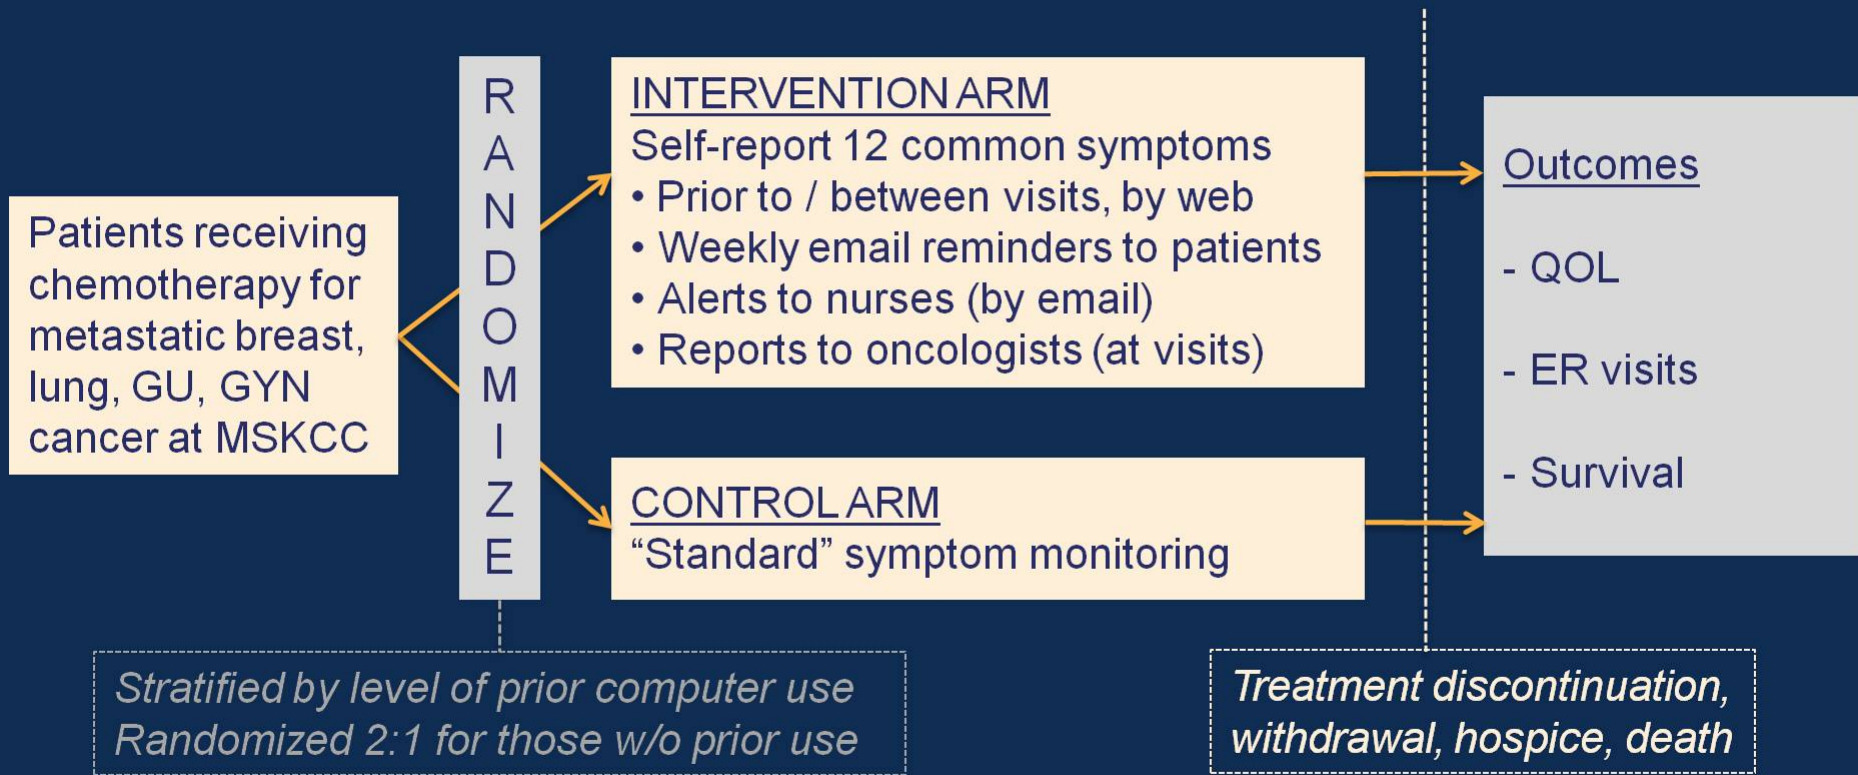 Patients receiving
chemotherapy for
metastatic breast,
lung, GU, GYN
cancer at MSKCC
R
A
N
D
O
M
I
Z
E
INTERVENTION ARM
Self-report 12 common symptoms
• Prior to / between visits, by web
• Weekly email reminders to patients
• Alerts to nurses (by email)
• Reports to oncologists (at visits)
CONTROL ARM
“Standard” symptom monitoring
Outcomes
- QOL
- ER visits
- Survival
Stratified by level of prior computer use
Randomized 2:1 for those w/o prior use
Treatment discontinuation,
withdrawal, hospice, death